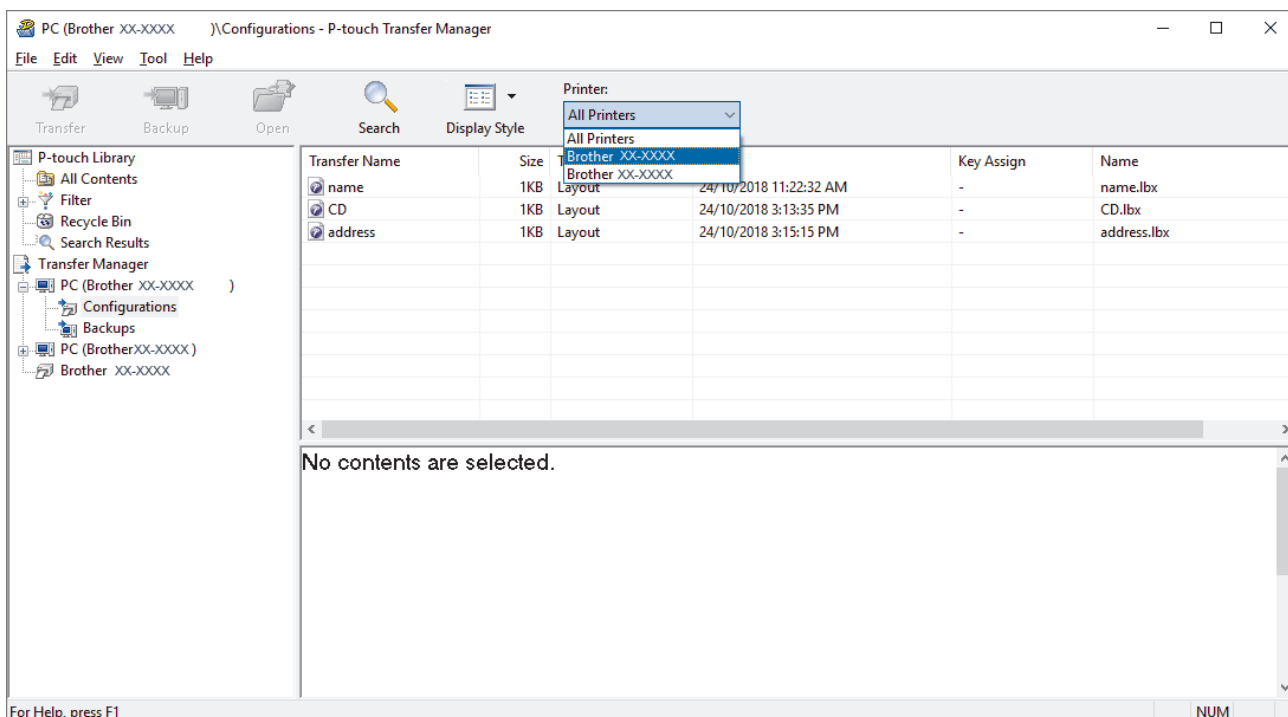 PC (Brother XX-XXXX )\Configurations - P-touch Transfer Manager
File Edit View Tool Help
Transfer Backup Open Search Display Style
Printer:
All Printers
All Printers
Brother XX-XXXX
Brother XX-XXXX
P-touch Library
All Contents
Filter
Recycle Bin
Search Results
Transfer Manager
PC (Brother XX-XXXX )
Configurations
Backups
PC (BrotherXX-XXXX)
Brother XX-XXXX
Transfer Name Size Key Assign Name
name 1KB Layout 24/10/2018 11:22:32 AM - name.lbx
CD 1KB Layout 24/10/2018 3:13:35 PM - CD.lbx
address 1KB Layout 24/10/2018 3:15:15 PM - address.lbx
No contents are selected.
For Help, press F1 NUM